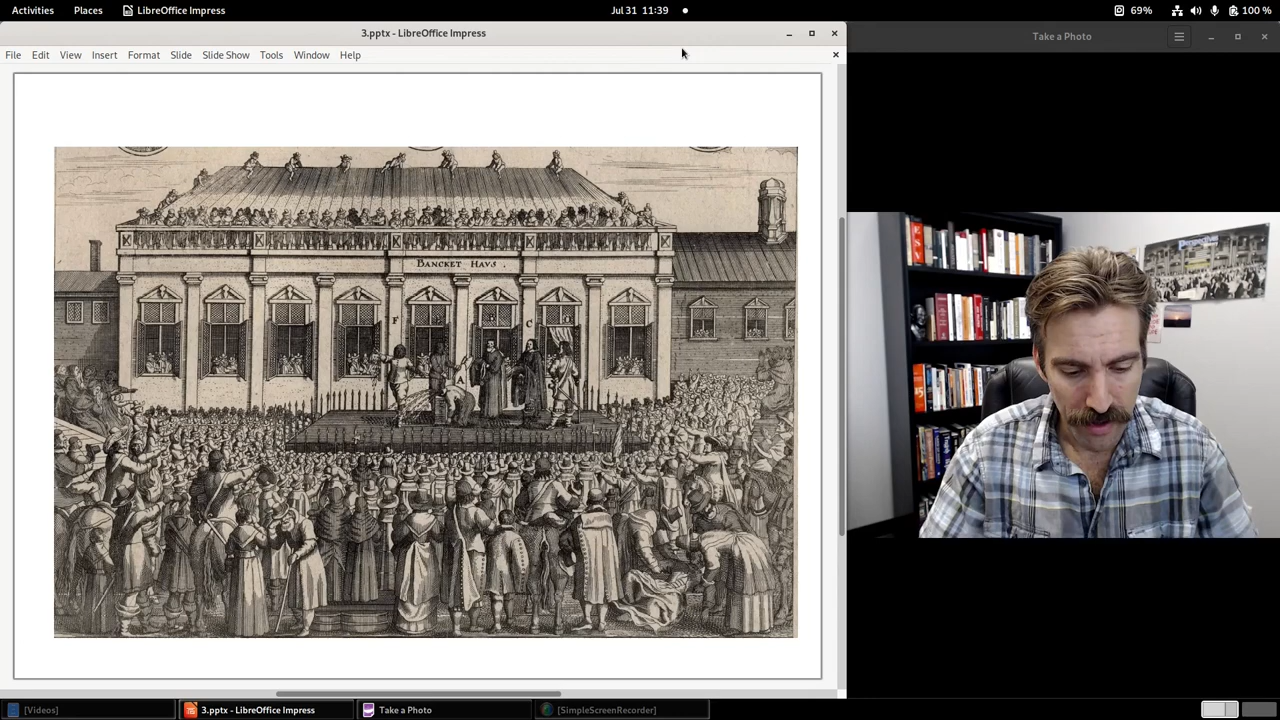 Activities Places LibreOffice Impress Jul 31 11:39 69% 100 %
3.pptx - LibreOffice Impress
Take a Photo
File Edit View Insert Format Slide Slide Show Tools Window Help
BANCKET HAVS .
F
C
A
[Videos] 3.pptx - LibreOffice Impress Take a Photo [SimpleScreenRecorder]